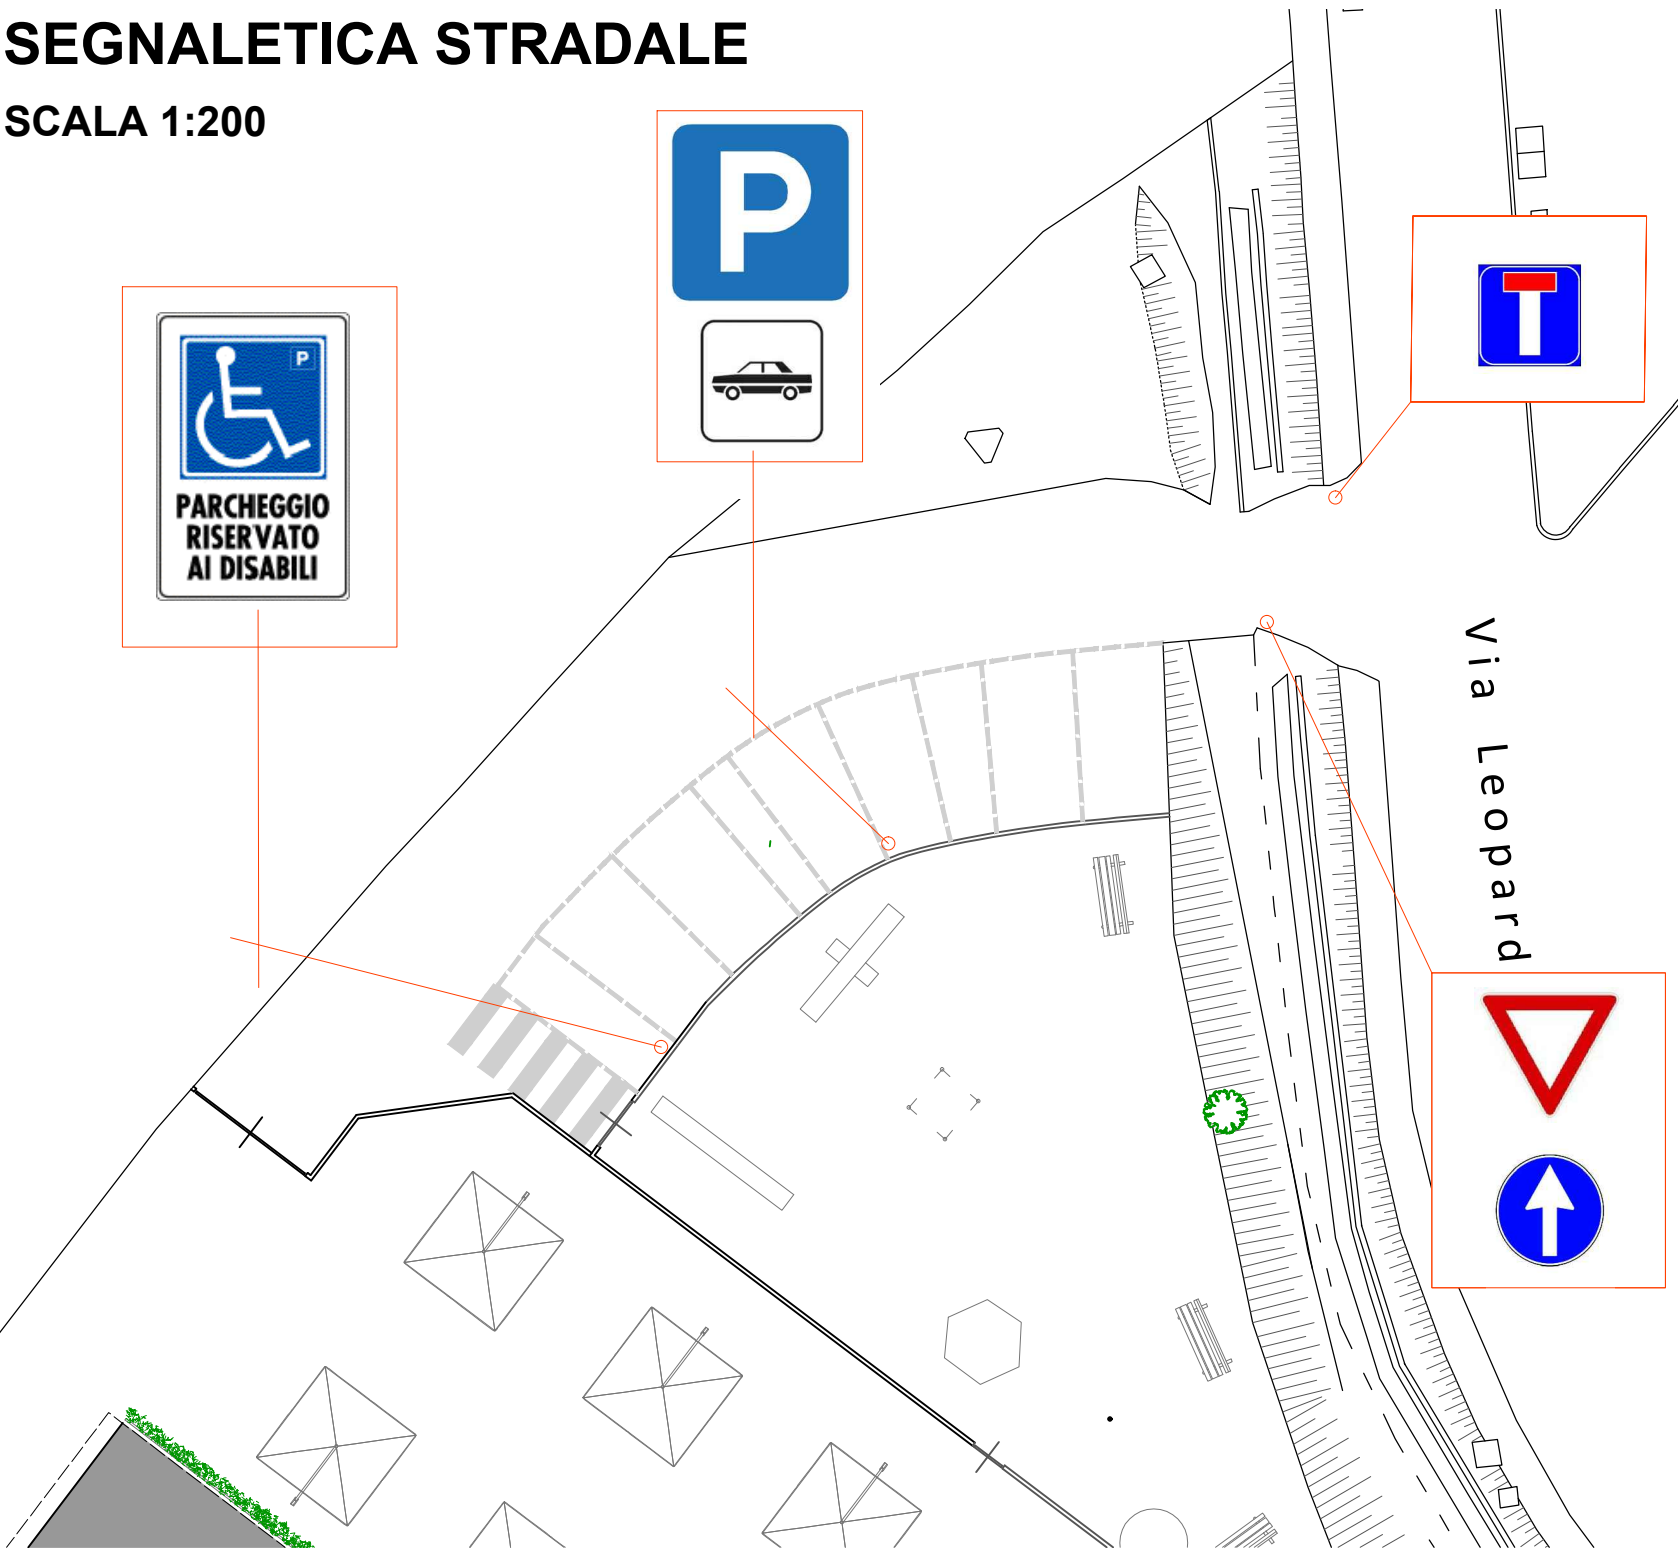 SEGNALETICA STRADALE
SCALA 1:200
P
P
PARCHEGGIO
RISERVATO
AI DISABILI
Via Leopard